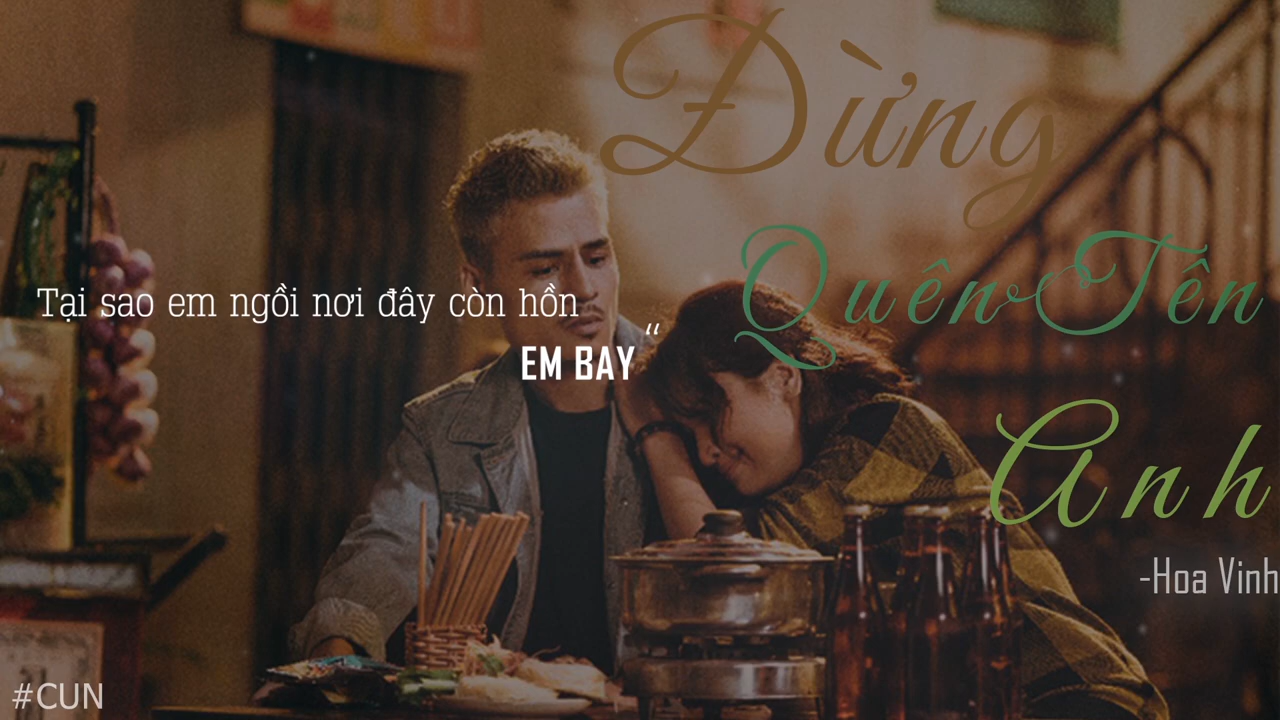 Đừng
Quên Tên
Anh
-Hoa Vinh
Tại sao em ngồi nơi đây còn hồn
EM BAY “
#CUN